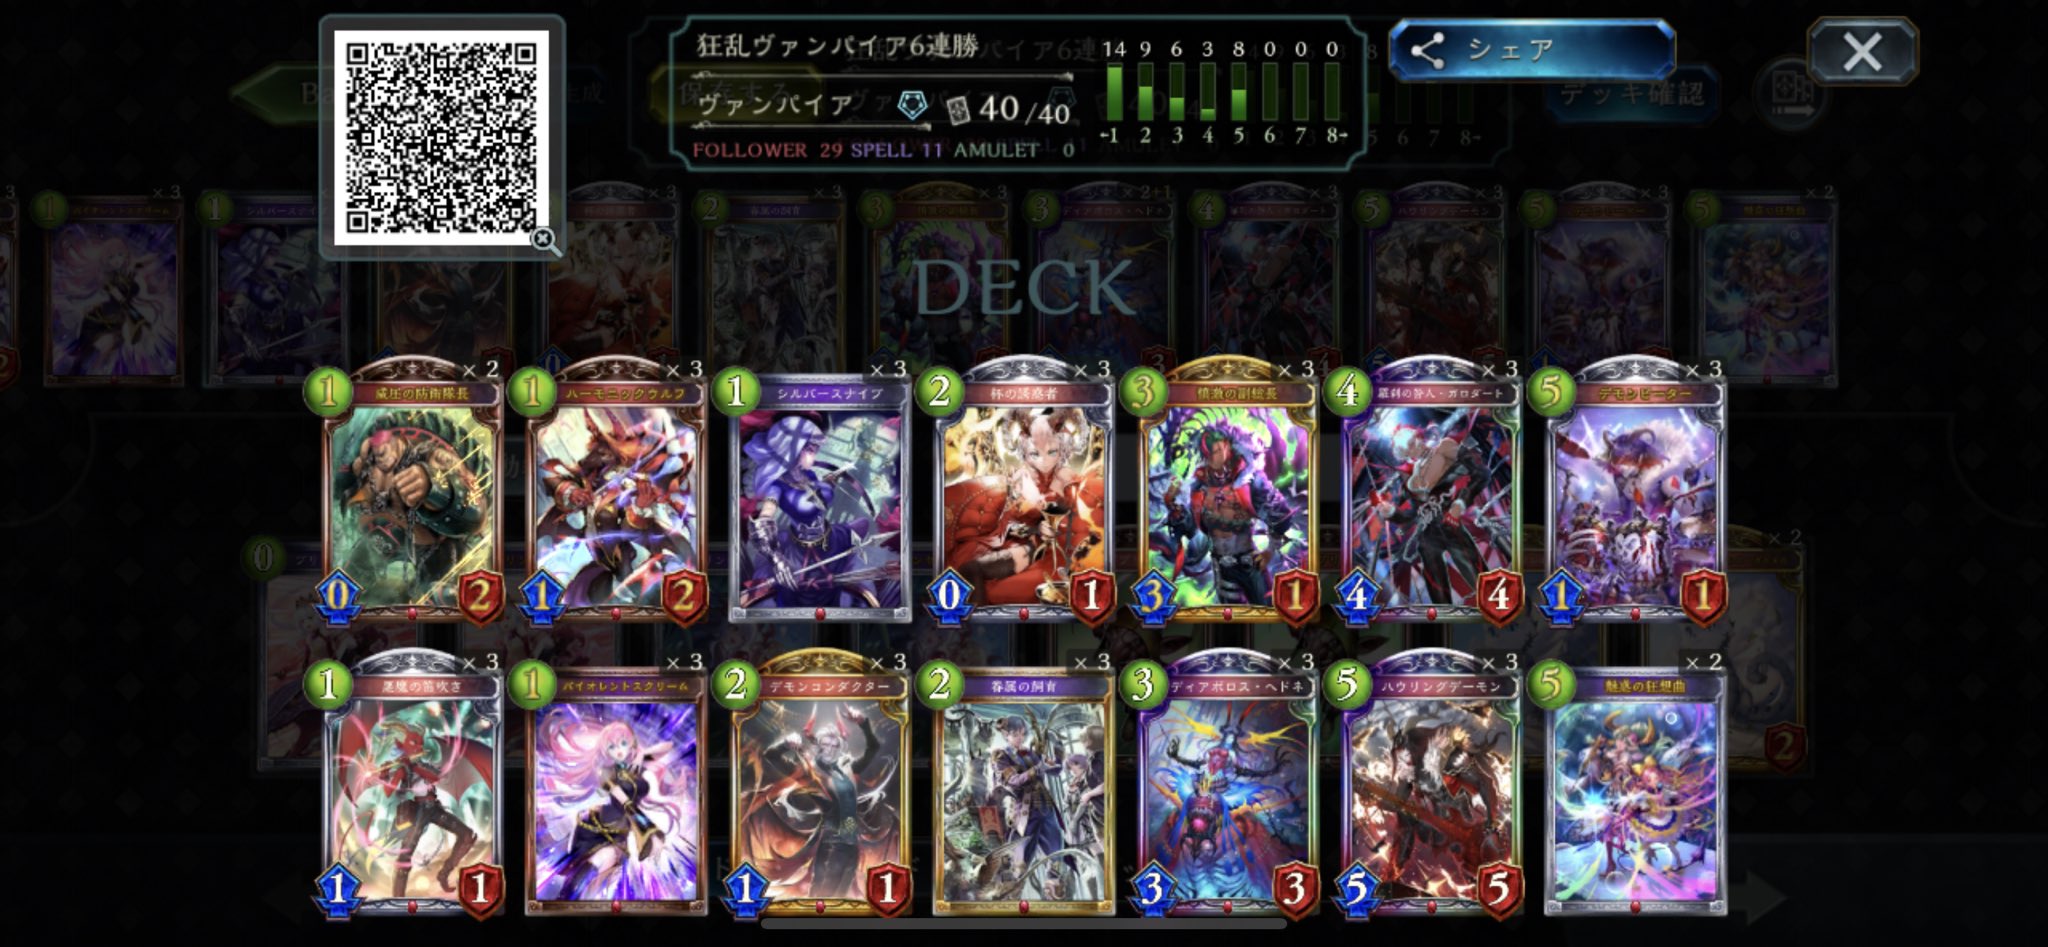 狂乱ヴァンパイア6連勝
ヴァンパイア 40/40
FOLLOWER 29 SPELL 11 AMULET 0
14 9 6 3 8 0 0 0
←1 2 3 4 5 6 7 8→
シェア
デッキ確認
DECK
×2 ×3 ×3 ×3 ×3 ×3 ×3
1 威圧の防衛隊長 0 2
1 ハーモニックウルフ 1 2
1 シルバースナイプ
2 杯の誘惑者 0 1
3 憤激の副総長 3 1
4 羅刹の咎人・ガロダート 4 4
5 デモンビーター 1 1
×3 ×3 ×3 ×3 ×3 ×3 ×2
1 悪魔の笛吹き 1 1
1 バイオレントスクリーム
2 デモンコンダクター 1 1
2 眷属の飼育
3 ディアボロス・ヘドネ 3 3
5 ハウリングデーモン 5 5
5 魅惑の狂想曲